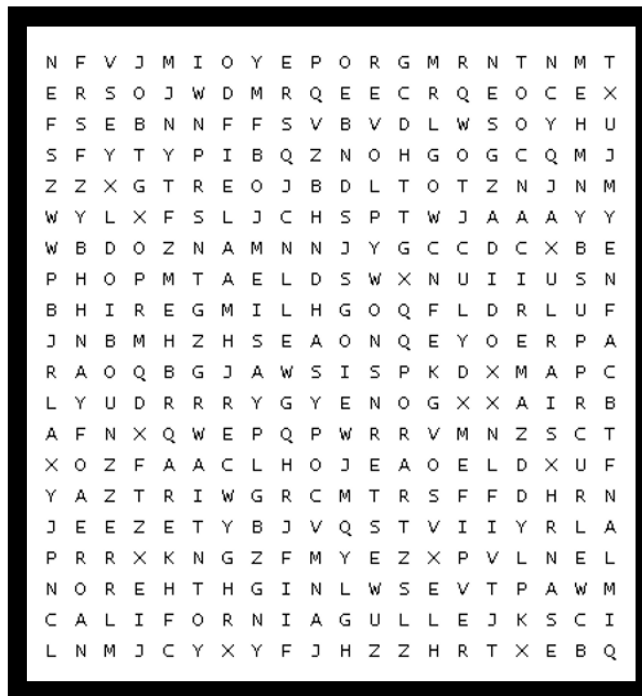 N F V J M I O Y E P O R G M R N T N M T
E R S O J W D M R Q E E C R Q E O C E X
F S E B N N F F S V B V D L W S O Y H U
S F Y T Y P I B Q Z N O H G O G C Q M J
Z Z X G T R E O J B D L T O T Z N J N M
W Y L X F S L J C H S P T W J A A A Y Y
W B D O Z N A M N N J Y G C C D C X B E
P H O P M T A E L D S W X N U I I U S N
B H I R E G M I L H G O Q F L D R L U F
J N B M H Z H S E A O N Q E Y O E R P A
R A O Q B G J A W S I S P K D X M A P C
L Y U D R R R Y G Y E N O G X X A I R B
A F N X Q W E P Q P W R R V M N Z S C T
X O Z F A A C L H O J E A O E L D X U F
Y A Z T R I W G R C M T R S F F D H R N
J E E Z E T Y B J V Q S T V I I Y R L A
P R R X K N G Z F M Y E Z X P V L N E L
N O R E H T H G I N L W S E V T P A W M
C A L I F O R N I A G U L L E J K S C I
L N M J C Y X Y F J H Z Z H R T X E B Q